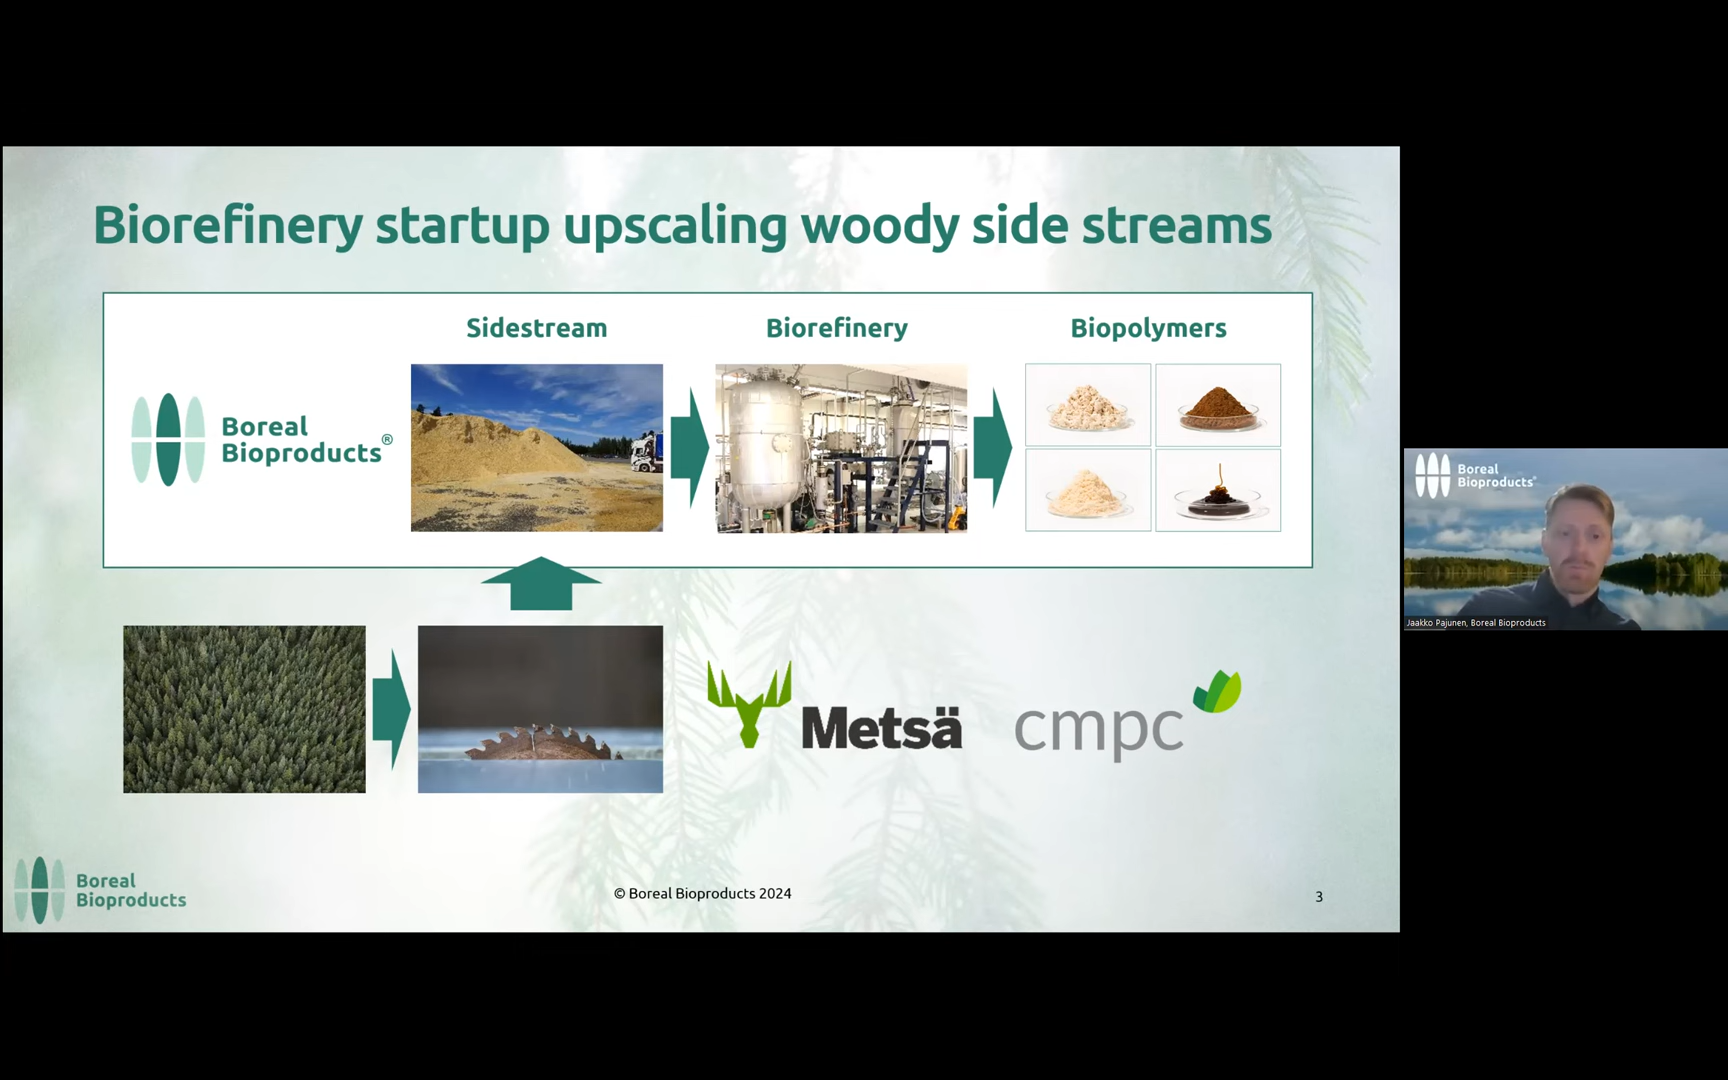 Biorefinery startup upscaling woody side streams
Sidestream
Biorefinery
Biopolymers
Boreal
Bioproducts®
Metsä
cmpc
Boreal
Bioproducts
© Boreal Bioproducts 2024
3
Boreal
Bioproducts
Jaakko Pajunen, Boreal Bioproducts